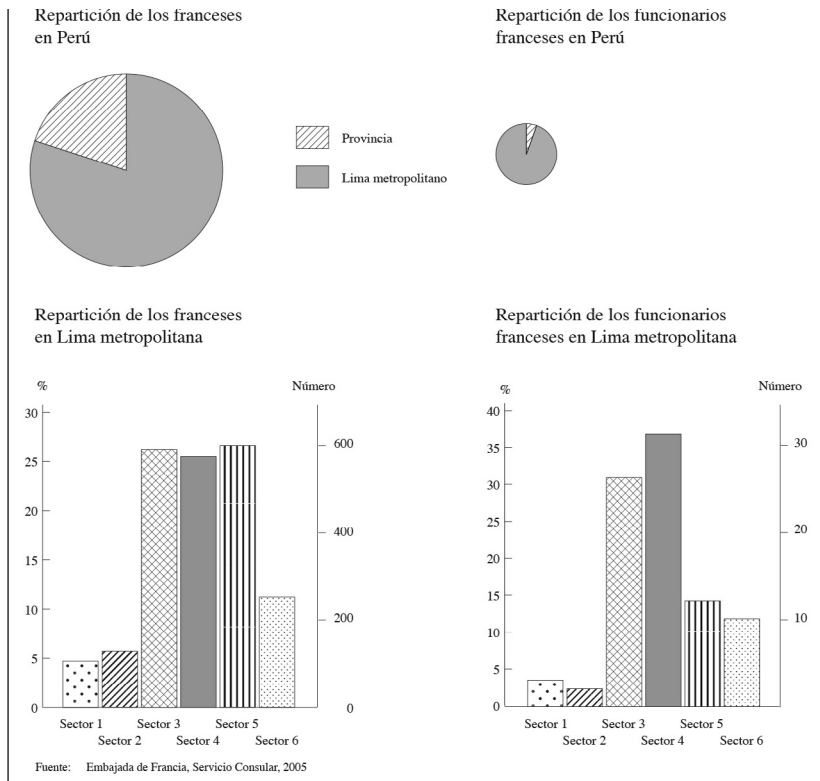 Repartición de los franceses
en Perú
Repartición de los funcionarios
franceses en Perú
Provincia
Lima metropolitano
Repartición de los franceses
en Lima metropolitana
% Número
30
25
20
15
10
5
0
600
400
200
0
Sector 1 Sector 3 Sector 5
Sector 2 Sector 4 Sector 6
Repartición de los funcionarios
franceses en Lima metropolitana
% Número
40
35
30
25
20
15
10
5
0
30
20
10
Sector 1 Sector 3 Sector 5
Sector 2 Sector 4 Sector 6
Fuente: Embajada de Francia, Servicio Consular, 2005